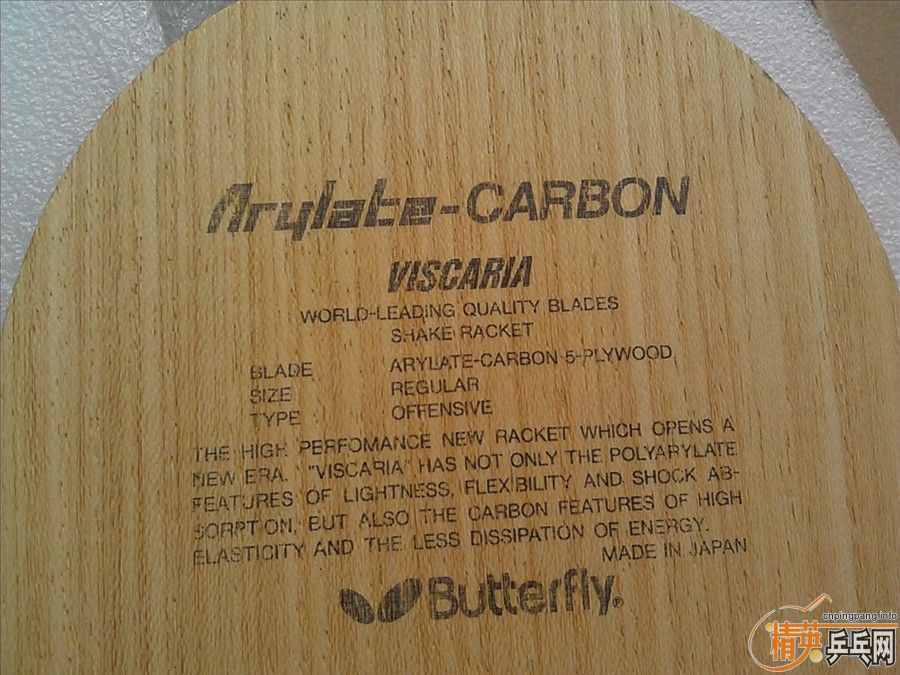 Arylate-CARBON
VISCARIA
WORLD-LEADING QUALITY BLADES
SHAKE RACKET
BLADE ARYLATE-CARBON 5-PLYWOOD
SIZE REGULAR
TYPE OFFENSIVE
THE HIGH PERFOMANCE NEW RACKET WHICH OPENS A
NEW ERA. "VISCARIA" HAS NOT ONLY THE POLYARYLATE
FEATURES OF LIGHTNESS, FLEXIBILITY AND SHOCK AB-
SORPTION, BUT ALSO THE CARBON FEATURES OF HIGH
ELASTICITY AND THE LESS DISSIPATION OF ENERGY.
MADE IN JAPAN
Butterfly®
cnpingpang.info
精英乒乓网